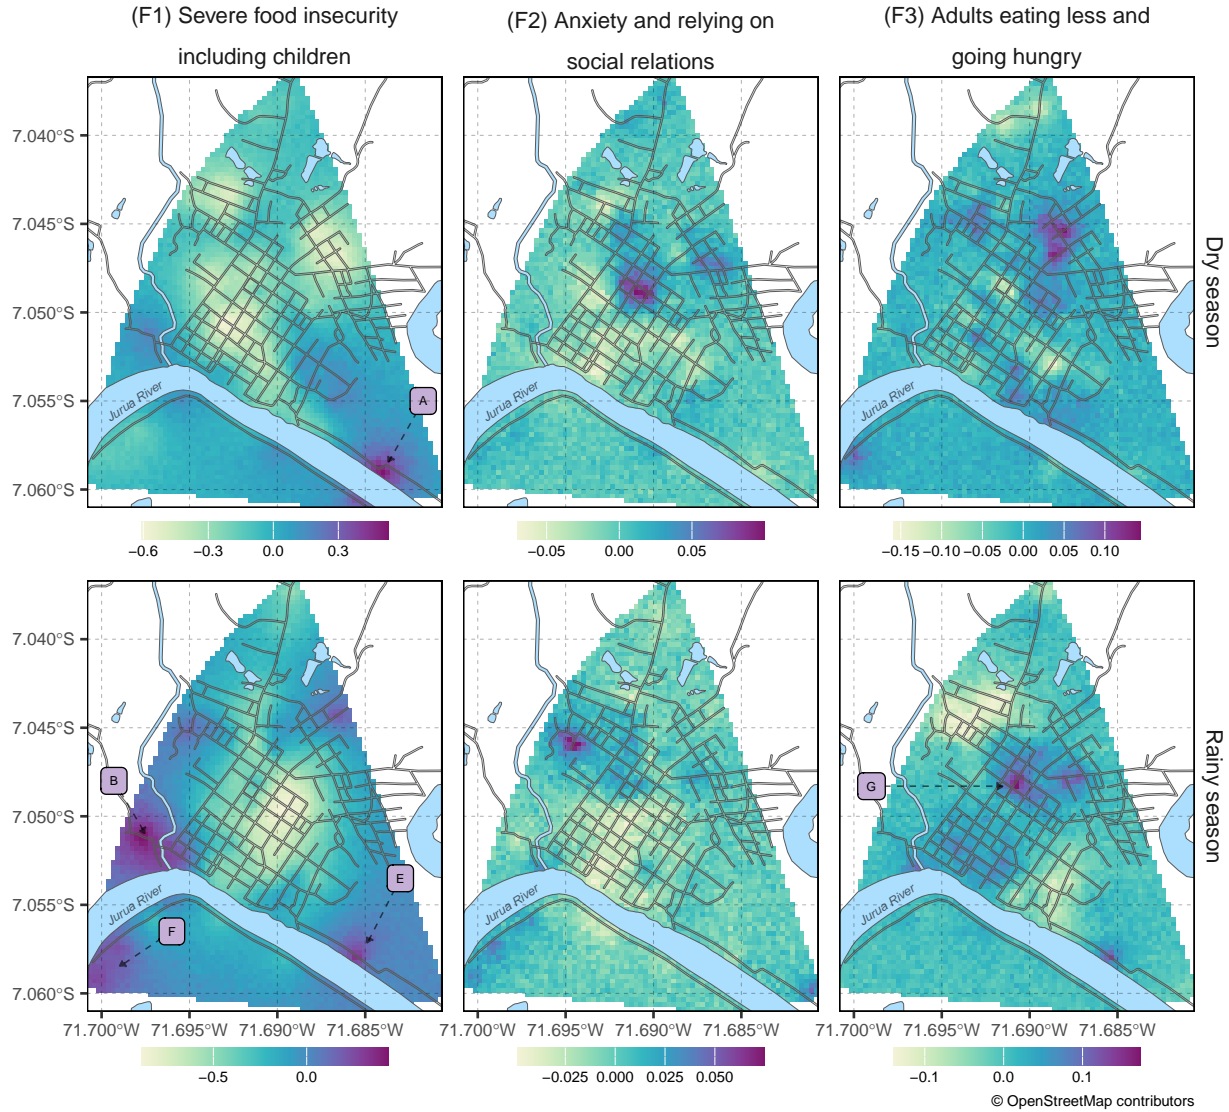 (F1) Severe food insecurity
including children
(F2) Anxiety and relying on
social relations
(F3) Adults eating less and
going hungry
7.040°S
7.045°S
7.050°S
7.055°S
7.060°S
Jurua River
A
Jurua River
Jurua River
Dry season
−0.6 −0.3 0.0 0.3
−0.05 0.00 0.05
−0.15 −0.10 −0.05 0.00 0.05 0.10
7.040°S
7.045°S
7.050°S
7.055°S
7.060°S
B
E
F
Jurua River
Jurua River
G
Jurua River
Rainy season
71.700°W 71.695°W 71.690°W 71.685°W
71.700°W 71.695°W 71.690°W 71.685°W
71.700°W 71.695°W 71.690°W 71.685°W
−0.5 0.0
−0.025 0.000 0.025 0.050
−0.1 0.0 0.1
© OpenStreetMap contributors